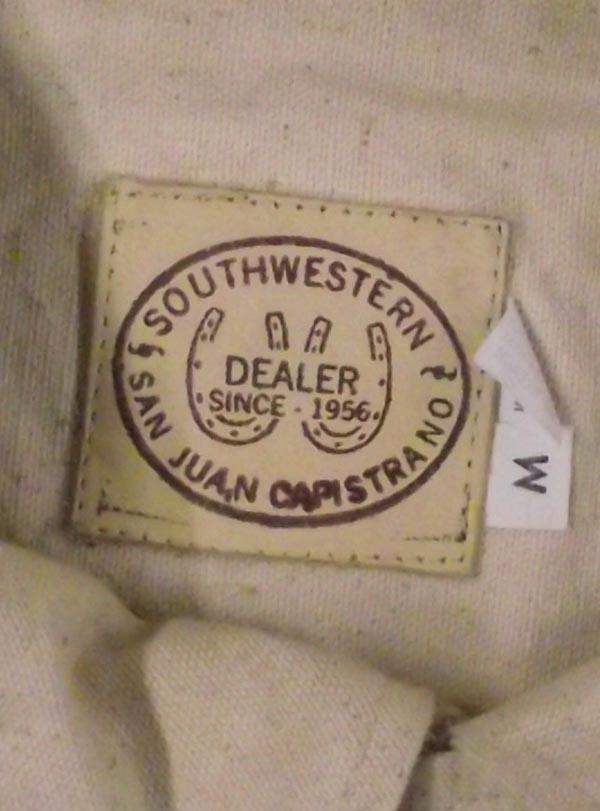 SOUTHWESTERN
DEALER
SINCE - 1956
SAN JUAN CAPISTRANO
M